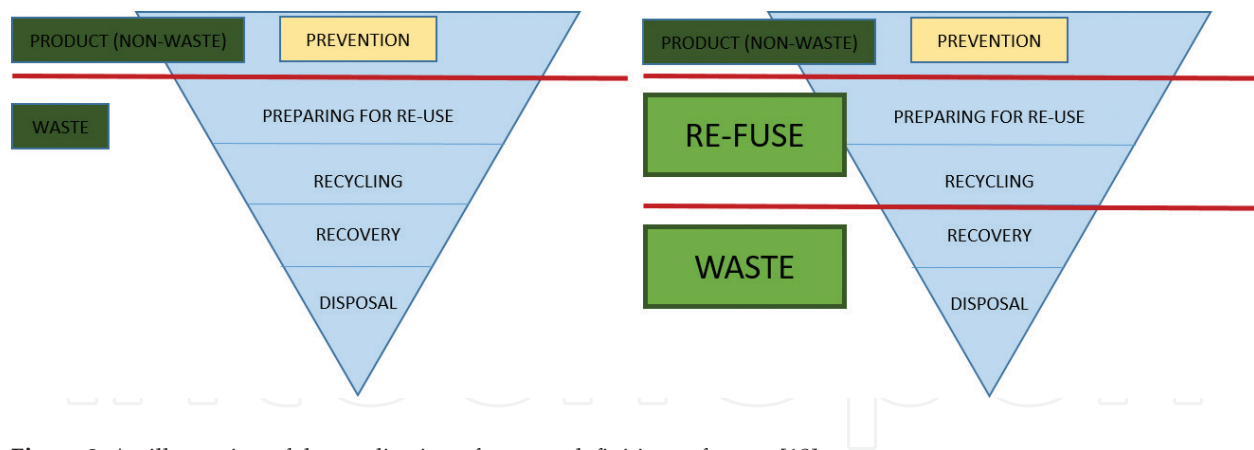 PRODUCT (NON-WASTE)
PREVENTION
WASTE
PREPARING FOR RE-USE
RECYCLING
RECOVERY
DISPOSAL
PRODUCT (NON-WASTE)
PREVENTION
RE-FUSE
PREPARING FOR RE-USE
RECYCLING
WASTE
RECOVERY
DISPOSAL